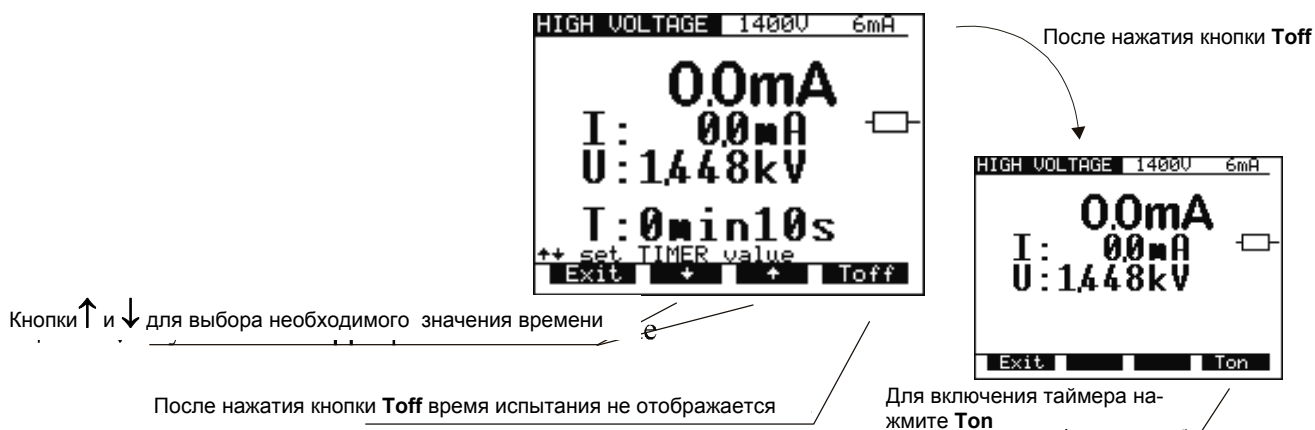 HIGH VOLTAGE 1400V 6mA
0.0mA
I: 0.0mA
U:1.448kV
T:0min10s
↑↓ set TIMER value
Exit ↓ ↑ Toff
После нажатия кнопки Toff
HIGH VOLTAGE 1400V 6mA
0.0mA
I: 0.0mA
U:1.448kV
Exit Ton
Кнопки ↑ и ↓ для выбора необходимого значения времени
После нажатия кнопки Toff время испытания не отображается
Для включения таймера на-
жмите Ton